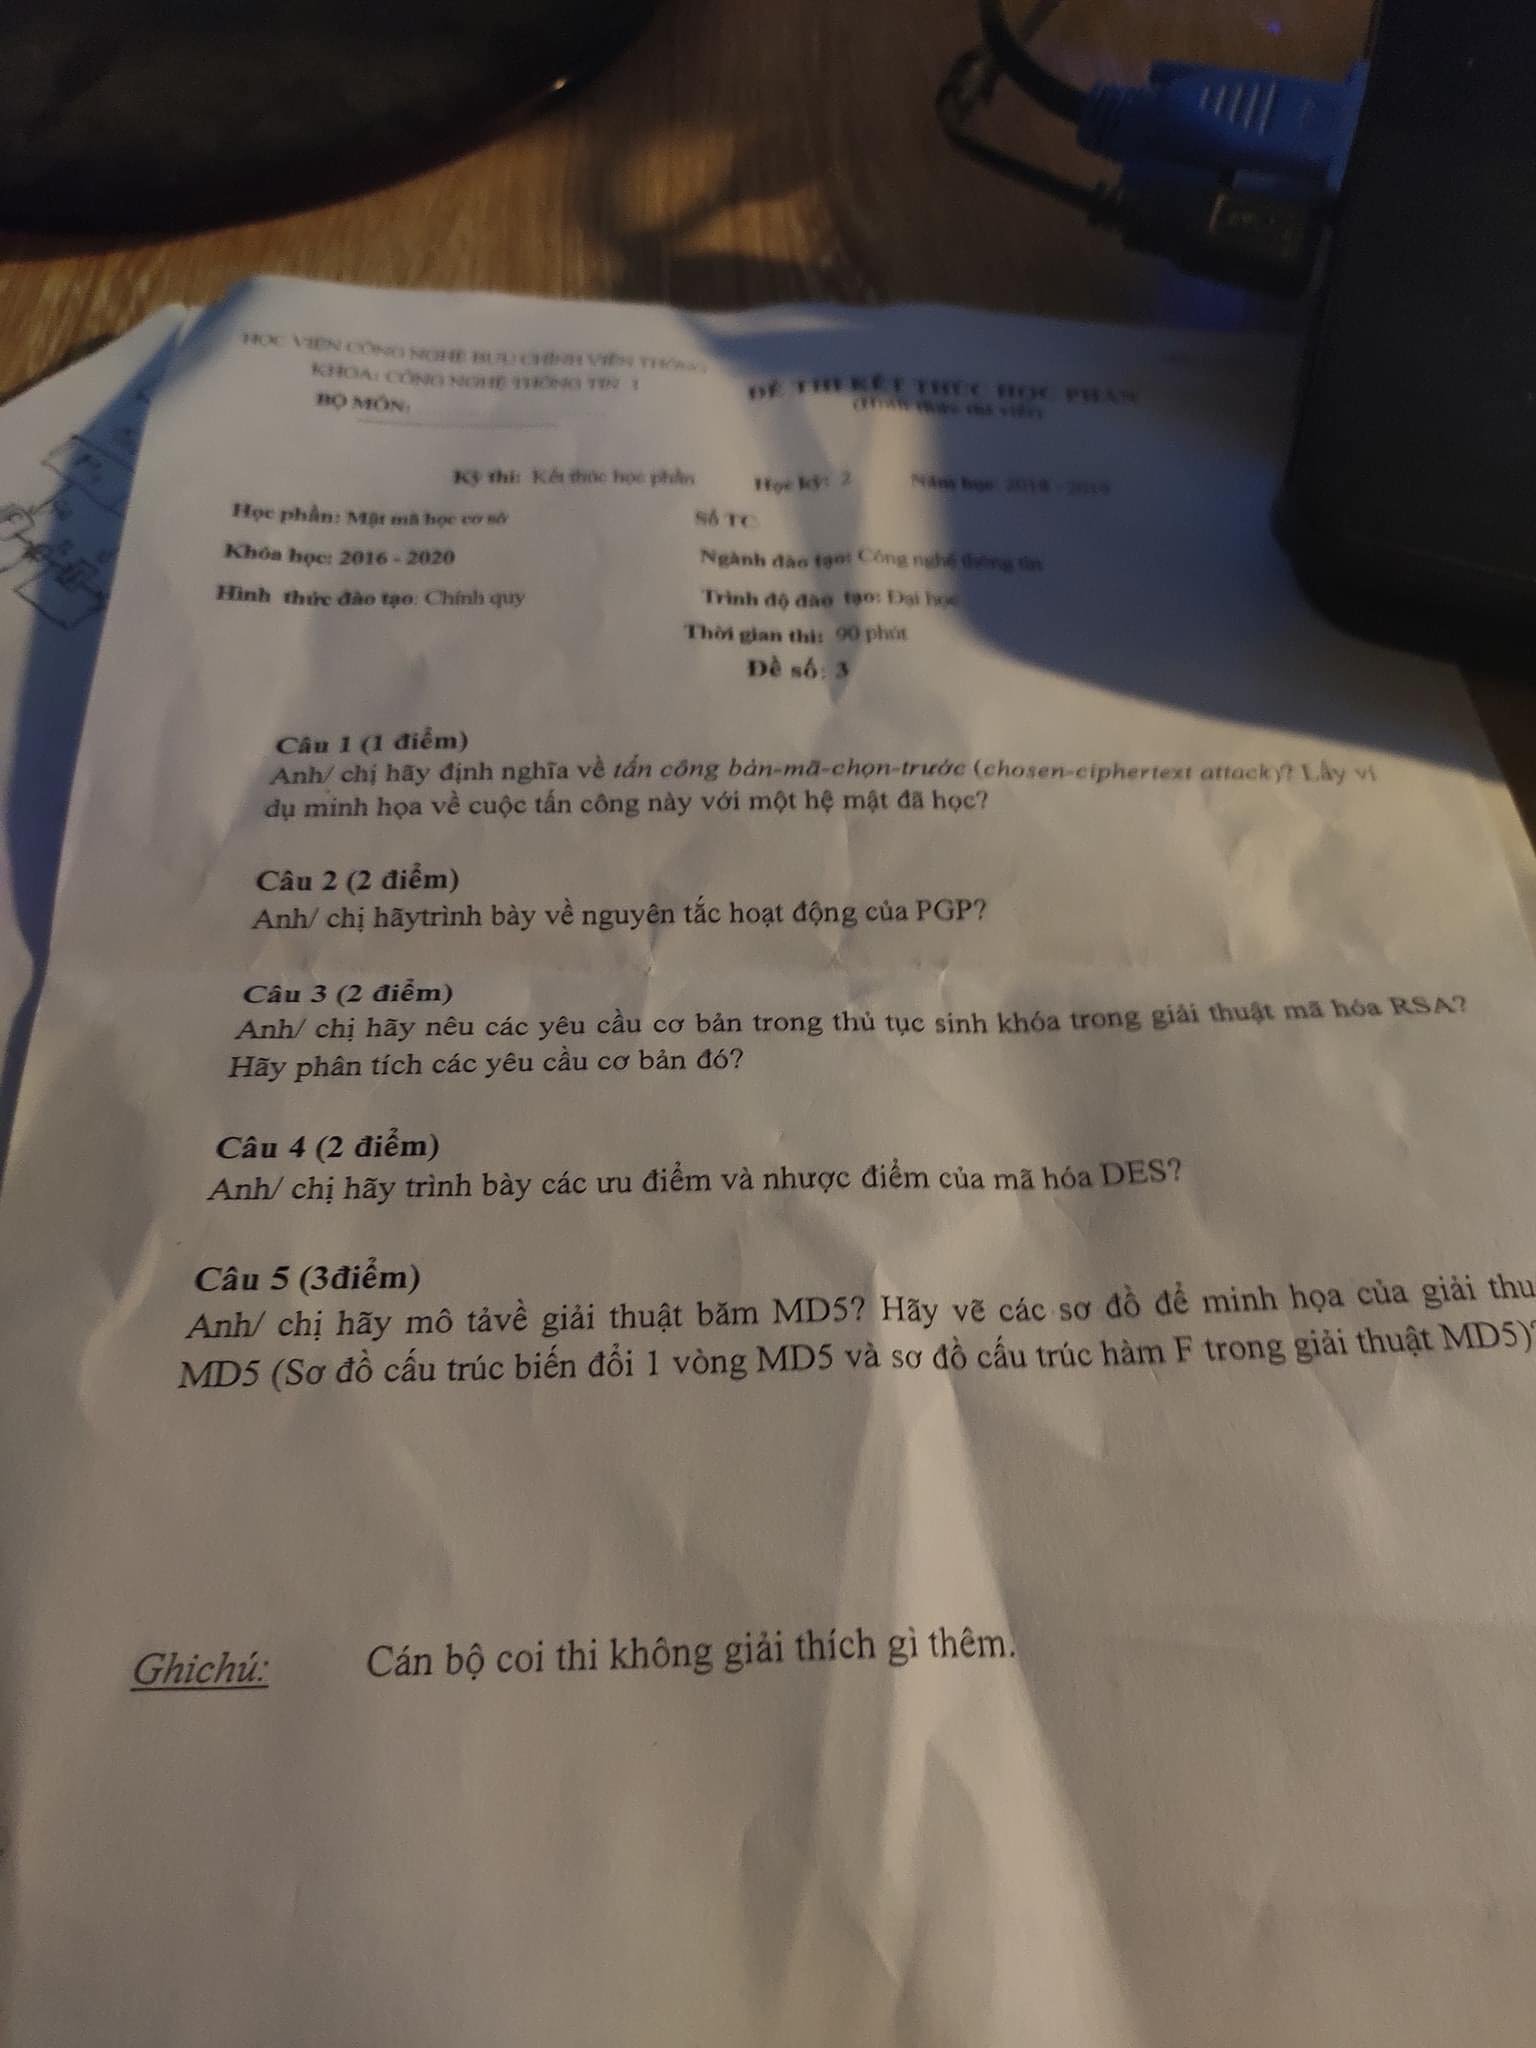 HỌC VIỆN CÔNG NGHỆ BƯU CHÍNH VIỄN THÔNG
KHOA: CÔNG NGHỆ THÔNG TIN 1
BỘ MÔN:
ĐỀ THI KẾT THÚC HỌC PHẦN
(Hình thức thi viết)
Kỳ thi: Kết thúc học phần Học kỳ: 2 Năm học: 2018 - 2019
Học phần: Mật mã học cơ sở Số TC
Khóa học: 2016 - 2020 Ngành đào tạo: Công nghệ thông tin
Hình thức đào tạo: Chính quy Trình độ đào tạo: Đại học
Thời gian thi: 90 phút
Đề số: 3
Câu 1 (1 điểm)
Anh/ chị hãy định nghĩa về tấn công bản-mã-chọn-trước (chosen-ciphertext attack)? Lấy ví
dụ minh họa về cuộc tấn công này với một hệ mật đã học?
Câu 2 (2 điểm)
Anh/ chị hãytrình bày về nguyên tắc hoạt động của PGP?
Câu 3 (2 điểm)
Anh/ chị hãy nêu các yêu cầu cơ bản trong thủ tục sinh khóa trong giải thuật mã hóa RSA?
Hãy phân tích các yêu cầu cơ bản đó?
Câu 4 (2 điểm)
Anh/ chị hãy trình bày các ưu điểm và nhược điểm của mã hóa DES?
Câu 5 (3điểm)
Anh/ chị hãy mô tảvề giải thuật băm MD5? Hãy vẽ các sơ đồ để minh họa của giải thu
MD5 (Sơ đồ cấu trúc biến đổi 1 vòng MD5 và sơ đồ cấu trúc hàm F trong giải thuật MD5)?
Ghichú: Cán bộ coi thi không giải thích gì thêm.